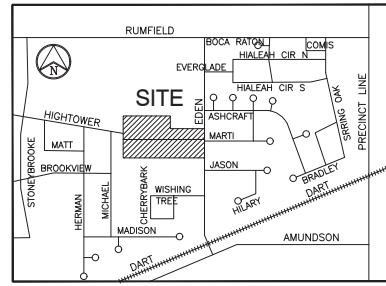 RUMFIELD
BOCA RATON
COMIS
HIALEAH CIR N
EVERGLADE
HIALEAH CIR S
N
SITE
EDEN
HIGHTOWER
ASHCRAFT
SPRING OAK
PRECINCT LINE
MATT
MARTI
STONEYBROOKE
BROOKVIEW
JASON
BRADLEY
HERMAN
MICHAEL
CHERRYBARK
WISHING
TREE
HILARY
DART
MADISON
AMUNDSON
DART